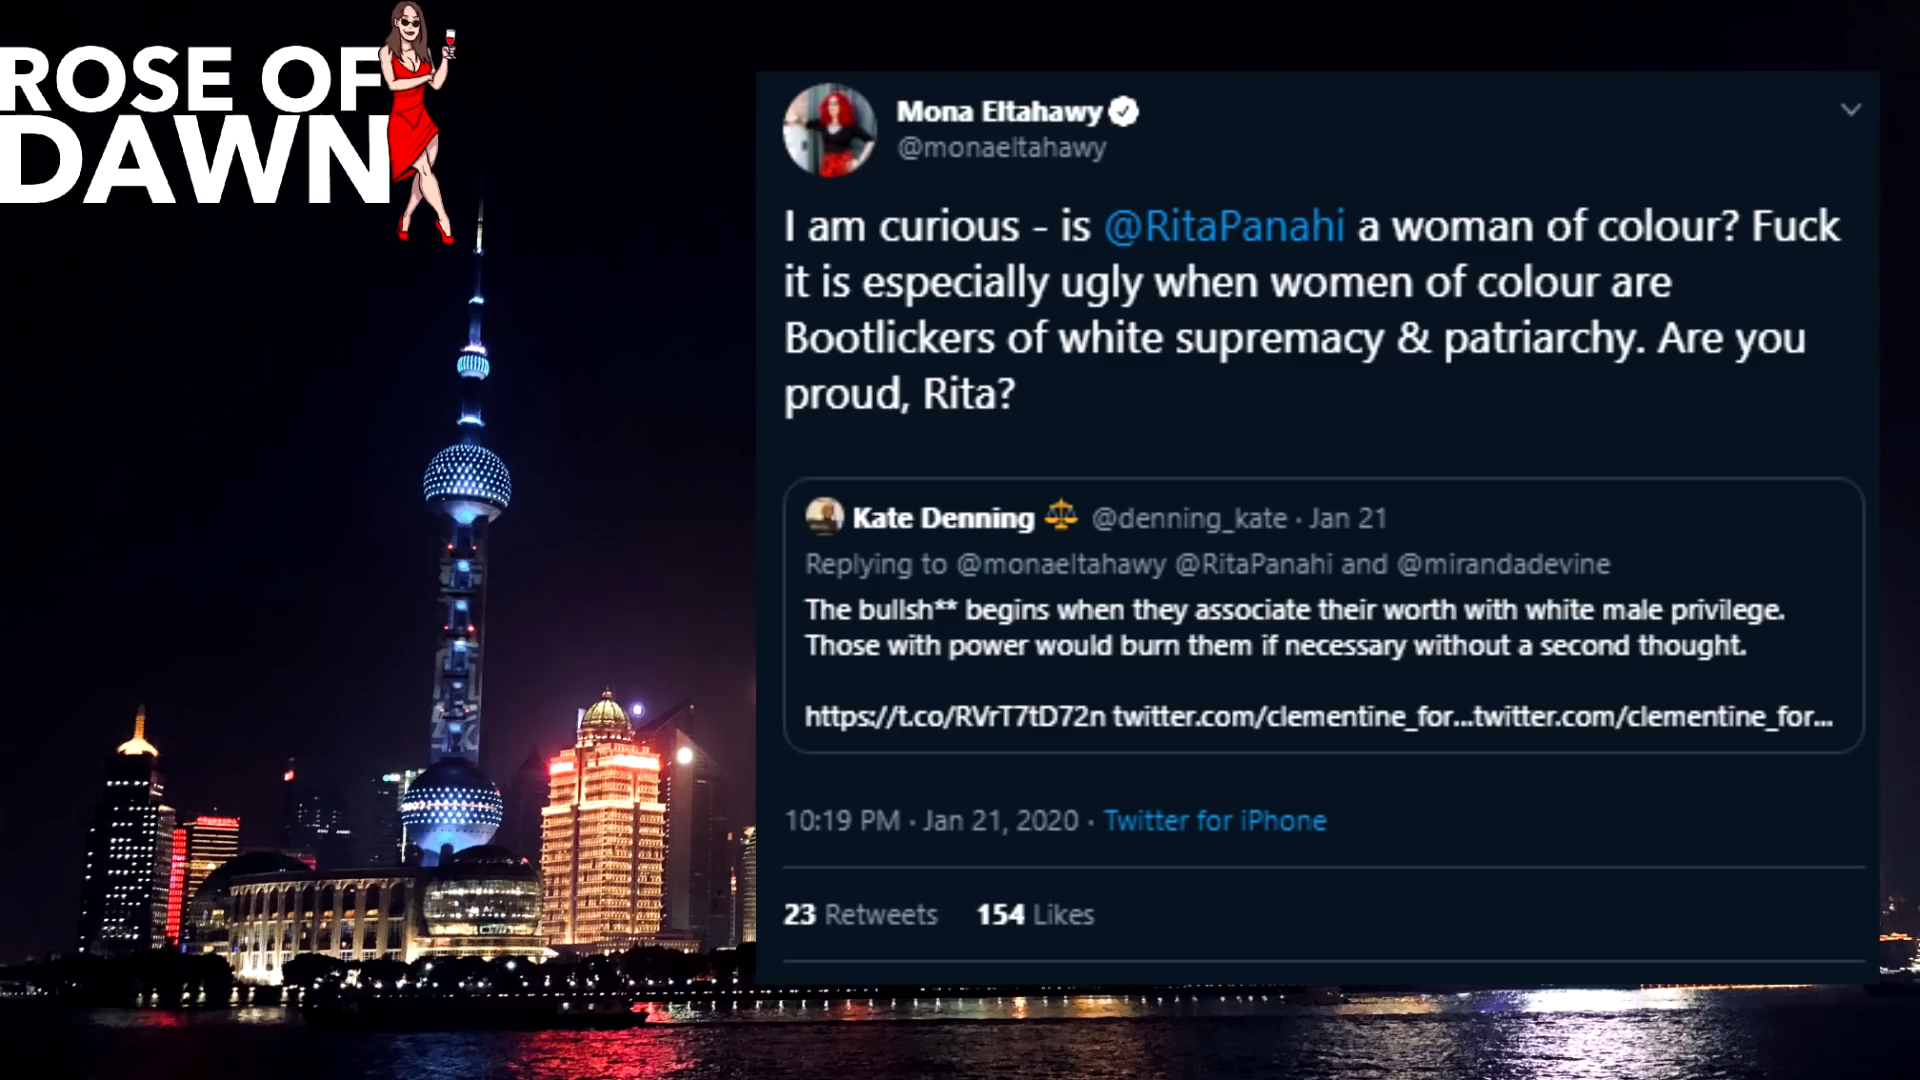 ROSE OF
DAWN
Mona Eltahawy
@monaeltahawy
I am curious - is @RitaPanahi a woman of colour? Fuck
it is especially ugly when women of colour are
Bootlickers of white supremacy & patriarchy. Are you
proud, Rita?
Kate Denning @denning_kate · Jan 21
Replying to @monaeltahawy @RitaPanahi and @mirandadevine
The bullsh** begins when they associate their worth with white male privilege.
Those with power would burn them if necessary without a second thought.
https://t.co/RVrT7tD72n twitter.com/clementine_for...twitter.com/clementine_for...
10:19 PM · Jan 21, 2020 · Twitter for iPhone
23 Retweets 154 Likes